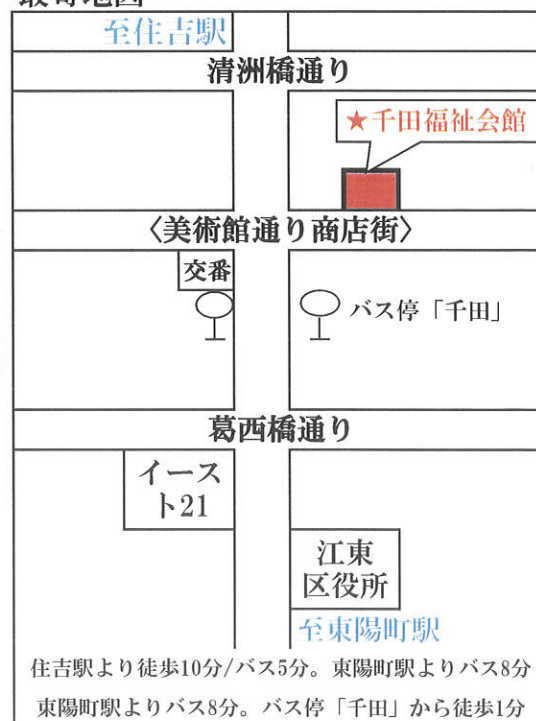 最寄地図
至住吉駅
清洲橋通り
★千田福祉会館
〈美術館通り商店街〉
交番
バス停「千田」
葛西橋通り
イース
ト21
江東
区役所
至東陽町駅
住吉駅より徒歩10分/バス5分。東陽町駅よりバス8分
東陽町駅よりバス8分。バス停「千田」から徒歩1分